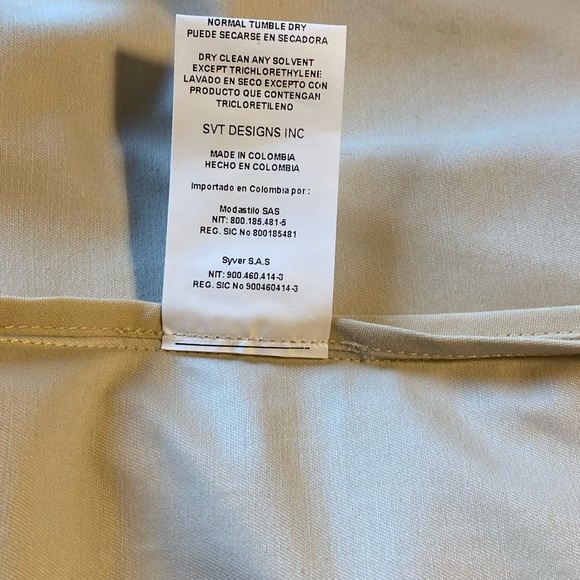 NORMAL TUMBLE DRY
PUEDE SECARSE EN SECADORA
DRY CLEAN ANY SOLVENT
EXCEPT TRICHLORETHYLENE
LAVADO EN SECO EXCEPTO CON
PRODUCTO QUE CONTENGAN
TRICLORETILENO
SVT DESIGNS INC
MADE IN COLOMBIA
HECHO EN COLOMBIA
Importado en Colombia por :
Modastilo SAS
NIT: 800.185.481-5
REG. SIC No 800185481
Syver S.A.S
NIT: 900.460.414-3
REG. SIC No 900460414-3